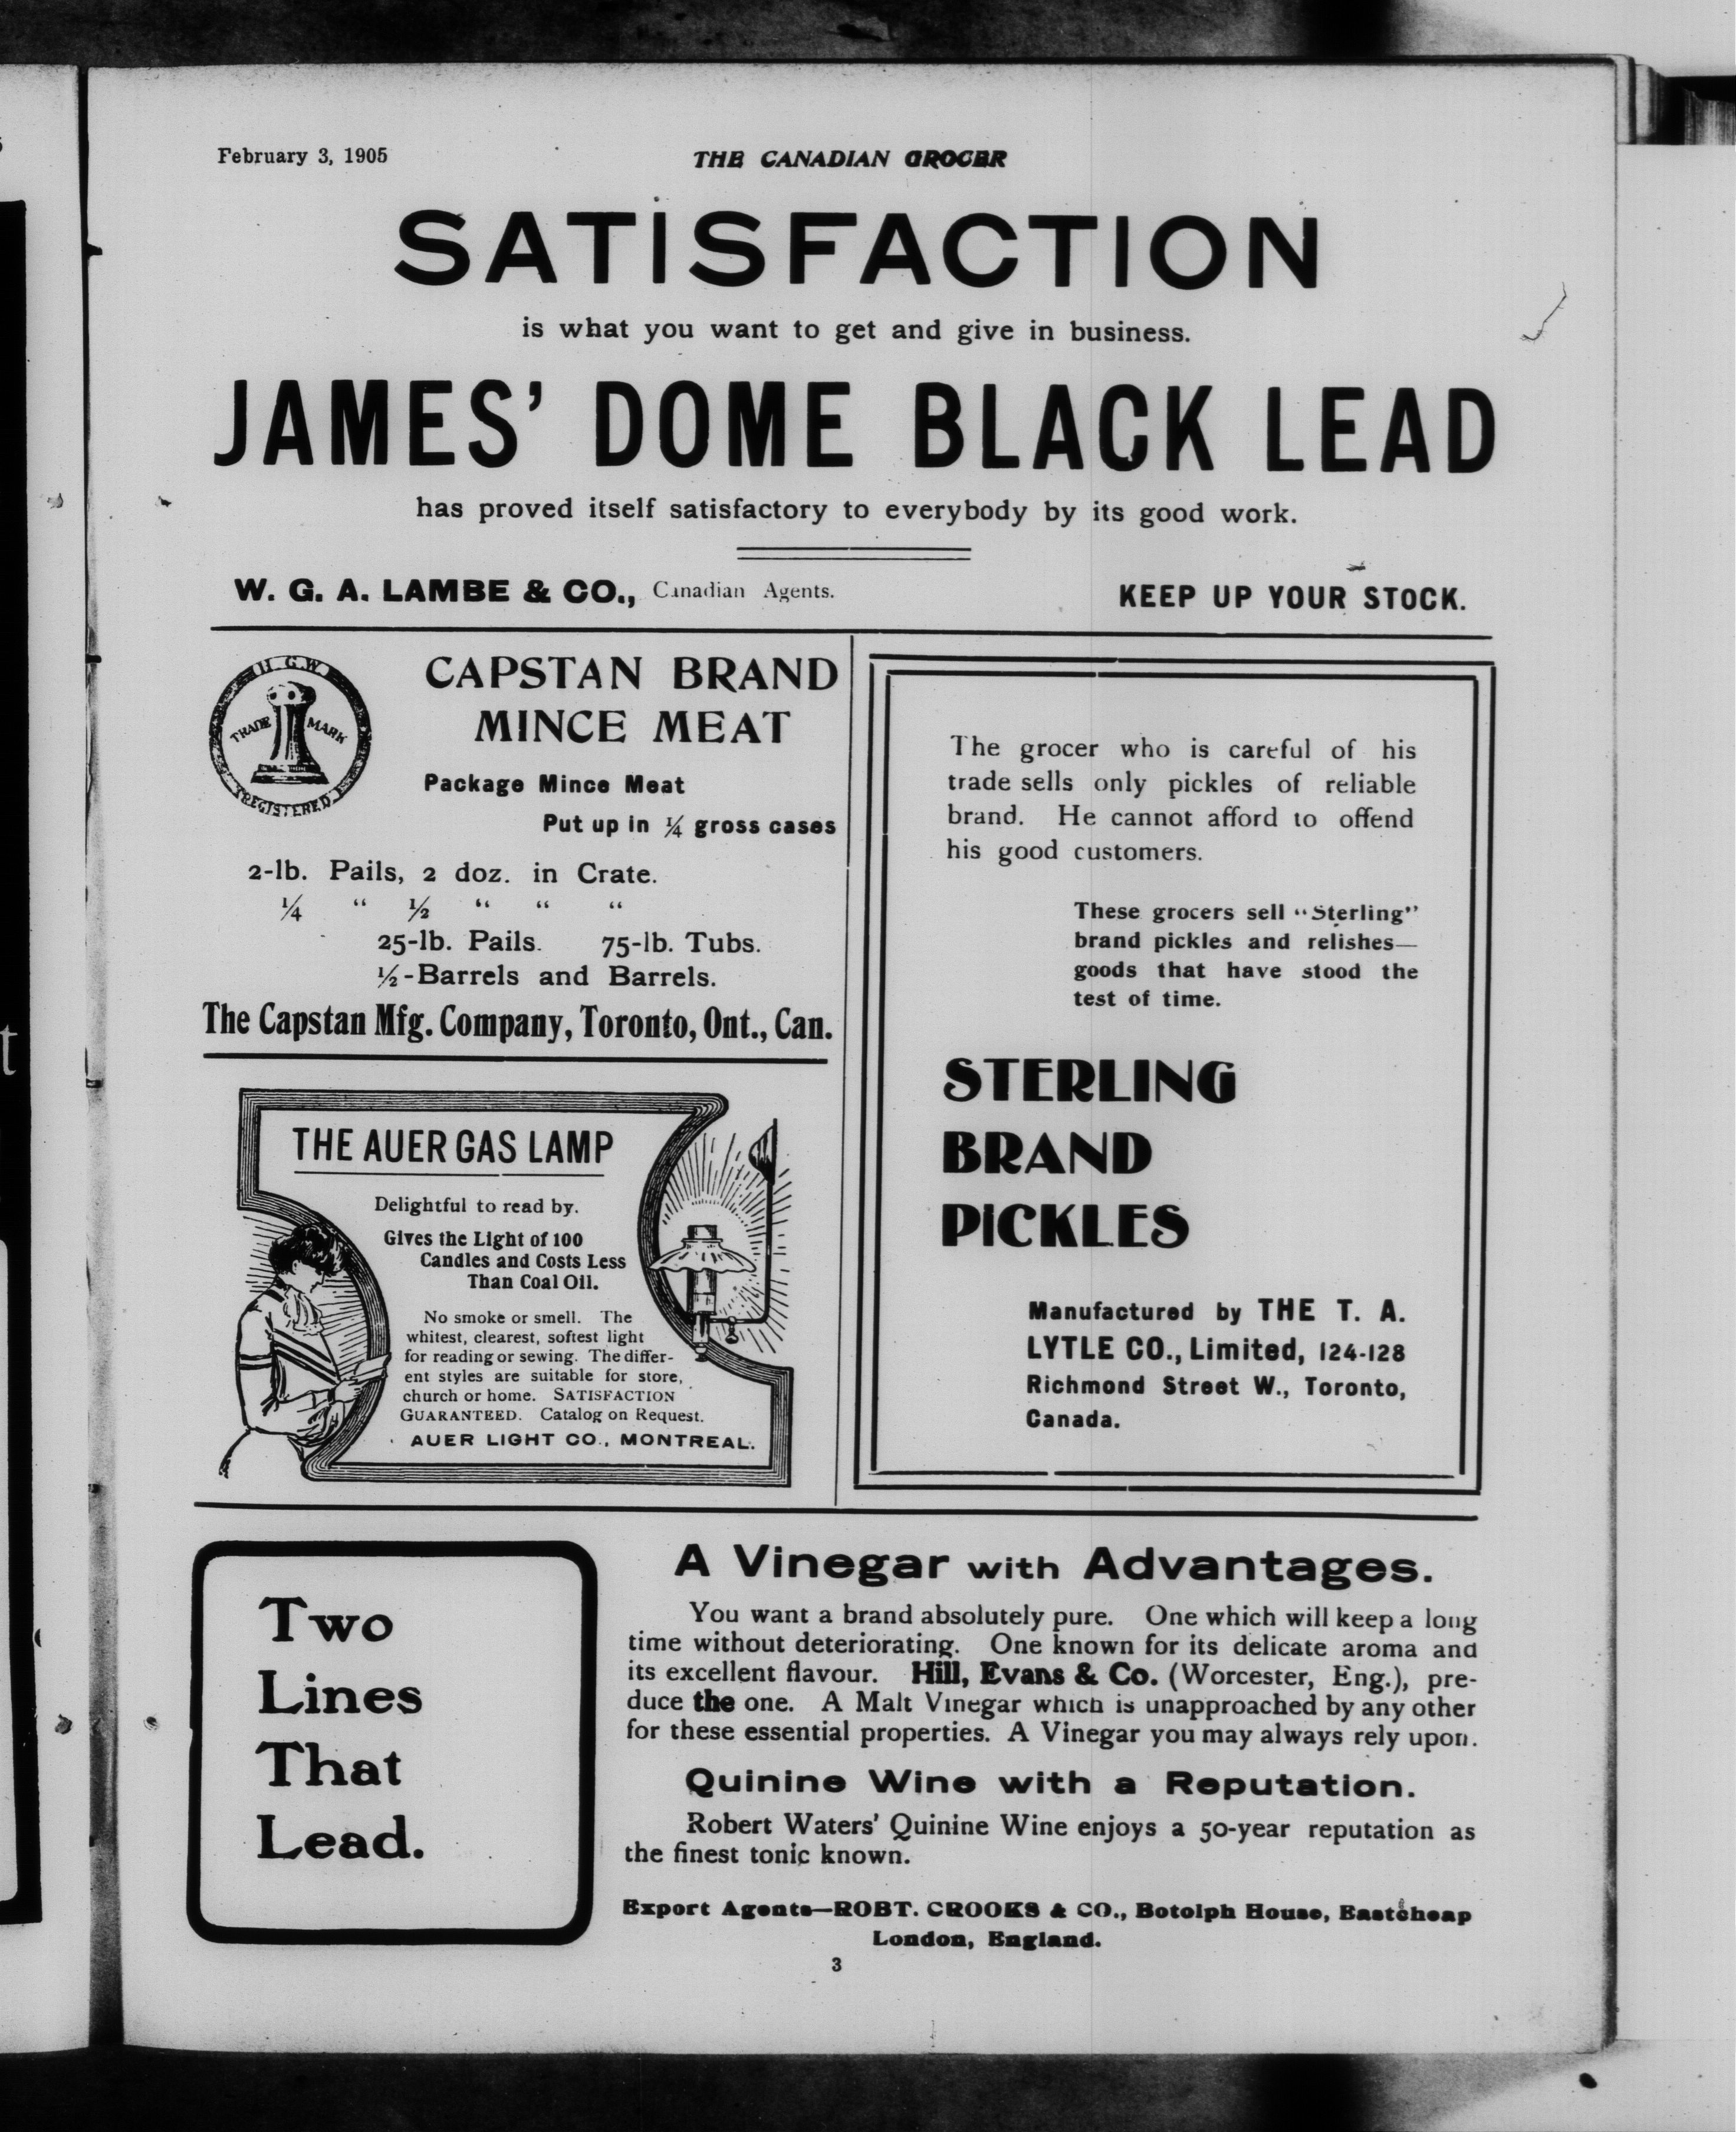 February 3, 1905
THE CANADIAN GROCER
SATISFACTION
is what you want to get and give in business.
JAMES' DOME BLACK LEAD
has proved itself satisfactory to everybody by its good work.
W. G. A. LAMBE & CO., Canadian Agents.
KEEP UP YOUR STOCK.
H. G. W.
TRADE MARK
REGISTERED
CAPSTAN BRAND
MINCE MEAT
Package Mince Meat
Put up in ¼ gross cases
2-lb. Pails, 2 doz. in Crate.
¼ " ½ " " "
25-lb. Pails. 75-lb. Tubs.
½-Barrels and Barrels.
The Capstan Mfg. Company, Toronto, Ont., Can.
THE AUER GAS LAMP
Delightful to read by.
Gives the Light of 100
Candles and Costs Less
Than Coal Oil.
No smoke or smell. The
whitest, clearest, softest light
for reading or sewing. The differ-
ent styles are suitable for store,
church or home. SATISFACTION
GUARANTEED. Catalog on Request.
AUER LIGHT CO., MONTREAL.
The grocer who is careful of his
trade sells only pickles of reliable
brand. He cannot afford to offend
his good customers.
These grocers sell "Sterling"
brand pickles and relishes—
goods that have stood the
test of time.
STERLING
BRAND
PICKLES
Manufactured by THE T. A.
LYTLE CO., Limited, 124-128
Richmond Street W., Toronto,
Canada.
Two
Lines
That
Lead.
A Vinegar with Advantages.
You want a brand absolutely pure. One which will keep a long
time without deteriorating. One known for its delicate aroma and
its excellent flavour. Hill, Evans & Co. (Worcester, Eng.), pre-
duce the one. A Malt Vinegar which is unapproached by any other
for these essential properties. A Vinegar you may always rely upon.
Quinine Wine with a Reputation.
Robert Waters' Quinine Wine enjoys a 50-year reputation as
the finest tonic known.
Export Agents—ROBT. CROOKS & CO., Botolph House, Eastcheap
London, England.
3
t